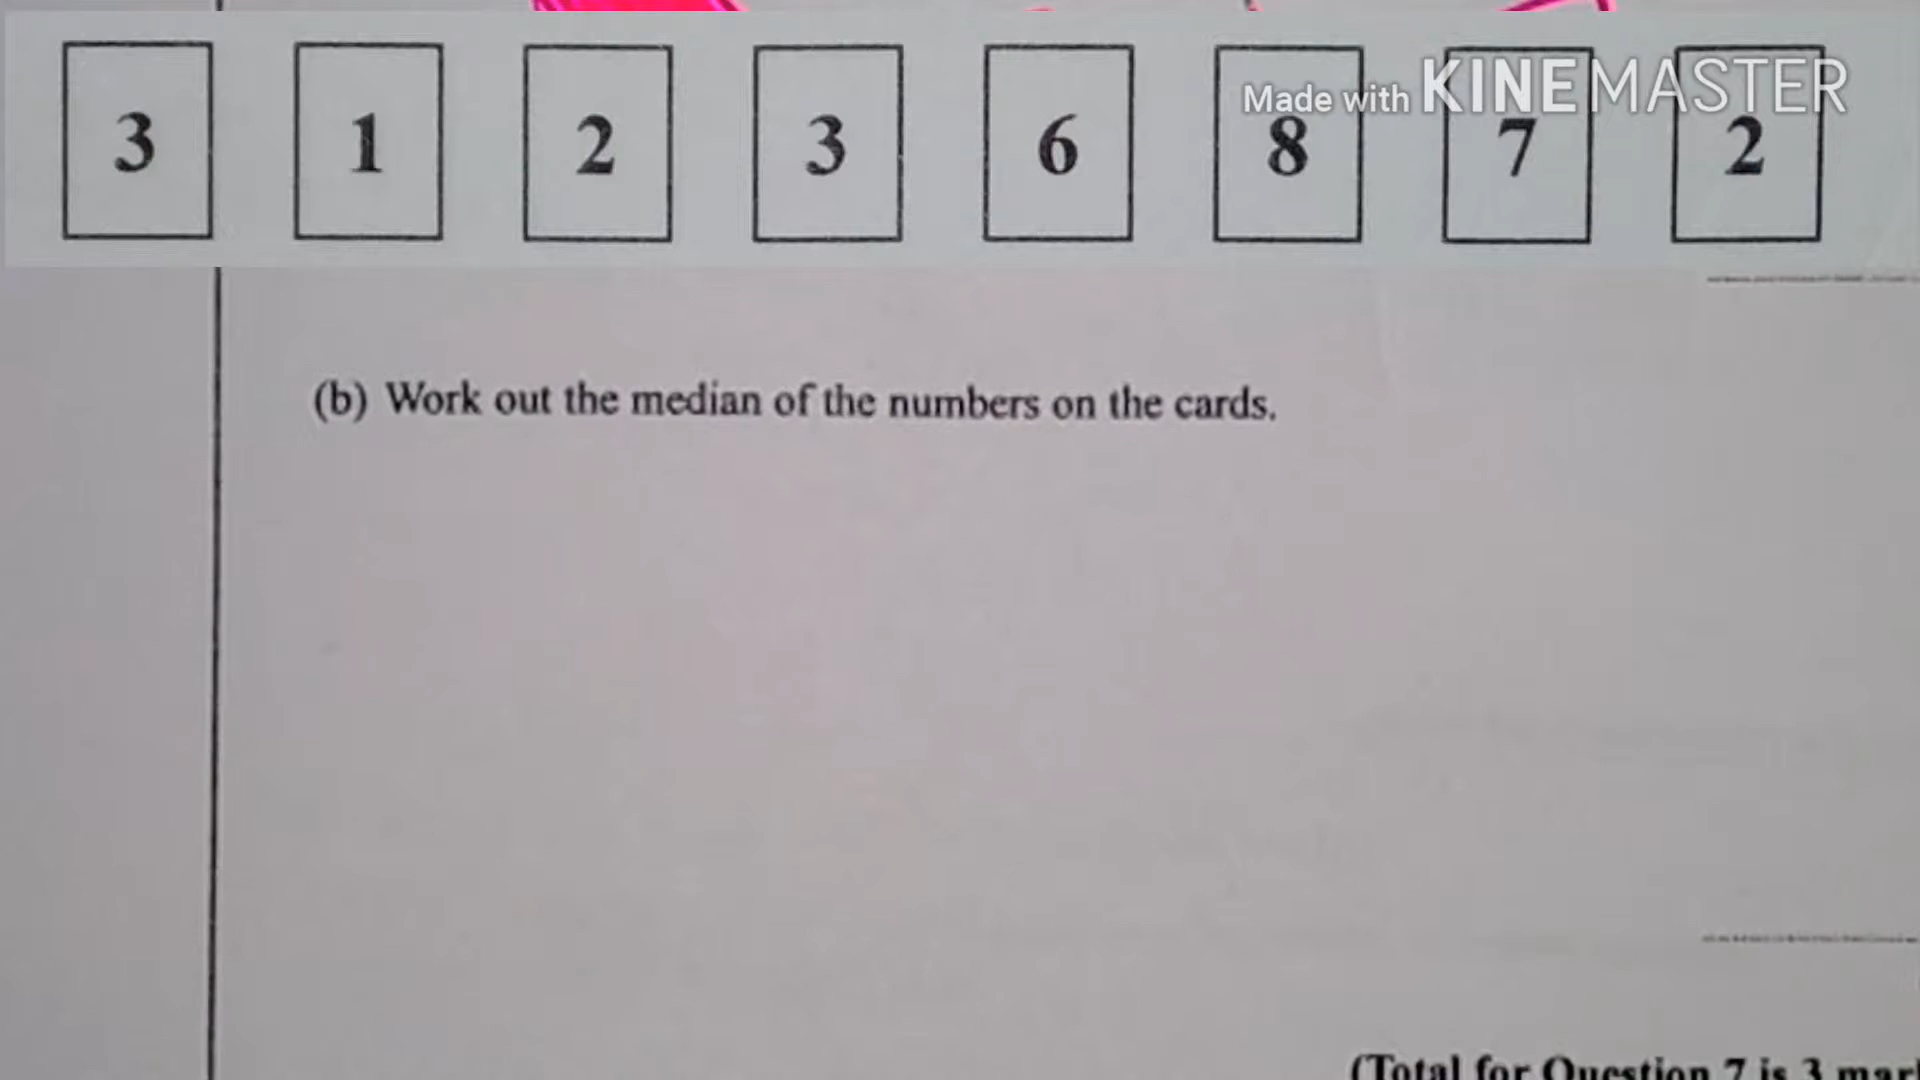 3 1 2 3 6 8 7 2
Made with KINEMASTER
(b) Work out the median of the numbers on the cards.
(Total for Question 7 is 3